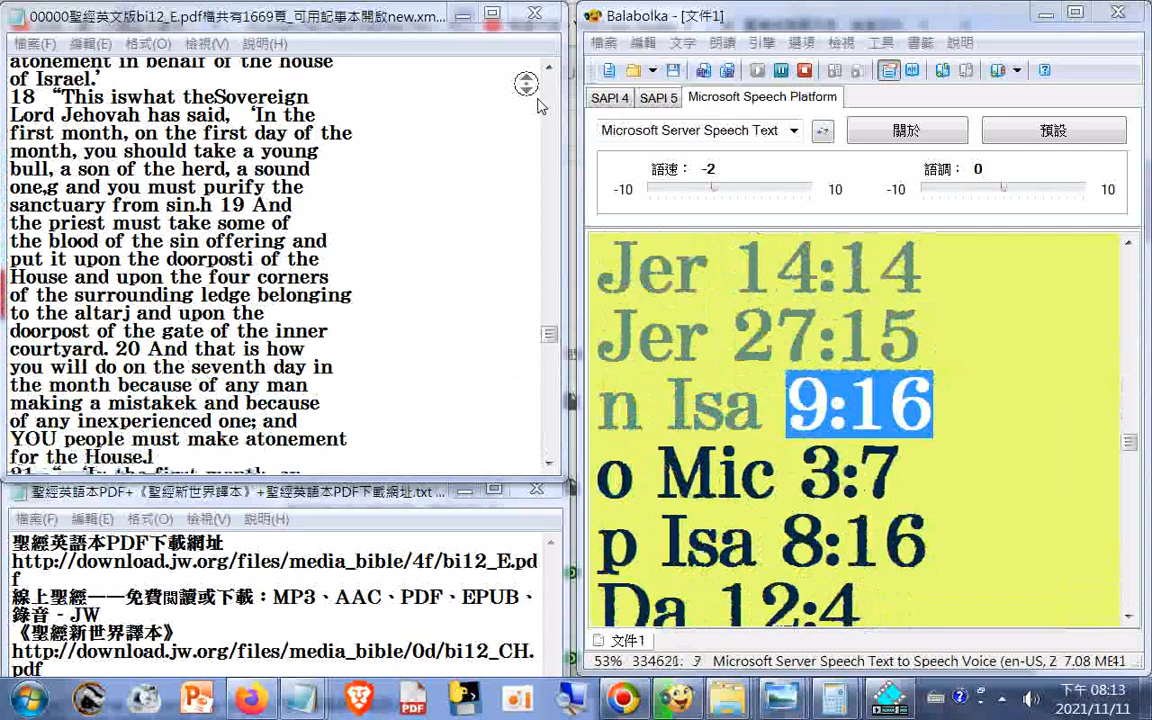 00000聖經英文版bi12_E.pdf檔共有1669頁_可用記事本開啟new.xm...
檔案(F) 編輯(E) 格式(O) 檢視(V) 說明(H)
atonement in behalf of the house
of Israel.’
18 “This iswhat theSovereign
Lord Jehovah has said, ‘In the
first month, on the first day of the
month, you should take a young
bull, a son of the herd, a sound
one,g and you must purify the
sanctuary from sin.h 19 And
the priest must take some of
the blood of the sin offering and
put it upon the doorposti of the
House and upon the four corners
of the surrounding ledge belonging
to the altarj and upon the
doorpost of the gate of the inner
courtyard. 20 And that is how
you will do on the seventh day in
the month because of any man
making a mistakek and because
of any inexperienced one; and
YOU people must make atonement
for the House.l
21 “ ‘In the first month, on
聖經英語本PDF+《聖經新世界譯本》+聖經英語本PDF下載網址.txt ...
檔案(F) 編輯(E) 格式(O) 檢視(V) 說明(H)
聖經英語本PDF下載網址
http://download.jw.org/files/media_bible/4f/bi12_E.pd
f
線上聖經——免費閱讀或下載：MP3、AAC、PDF、EPUB、
錄音 - JW
《聖經新世界譯本》
http://download.jw.org/files/media_bible/0d/bi12_CH.
pdf
Balabolka - [文件1]
檔案 編輯 文字 朗讀 引擎 選項 檢視 工具 書籤 說明
SAPI 4 SAPI 5 Microsoft Speech Platform
Microsoft Server Speech Text 關於 預設
語速： -2 語調： 0
-10 10 -10 10
Jer 14:14
Jer 27:15
n Isa 9:16
o Mic 3:7
p Isa 8:16
Da 12:4
文件1
53% Microsoft Server Speech Text to Speech Voice (en-US, Z 7.08 ME
下午 08:13
2021/11/11